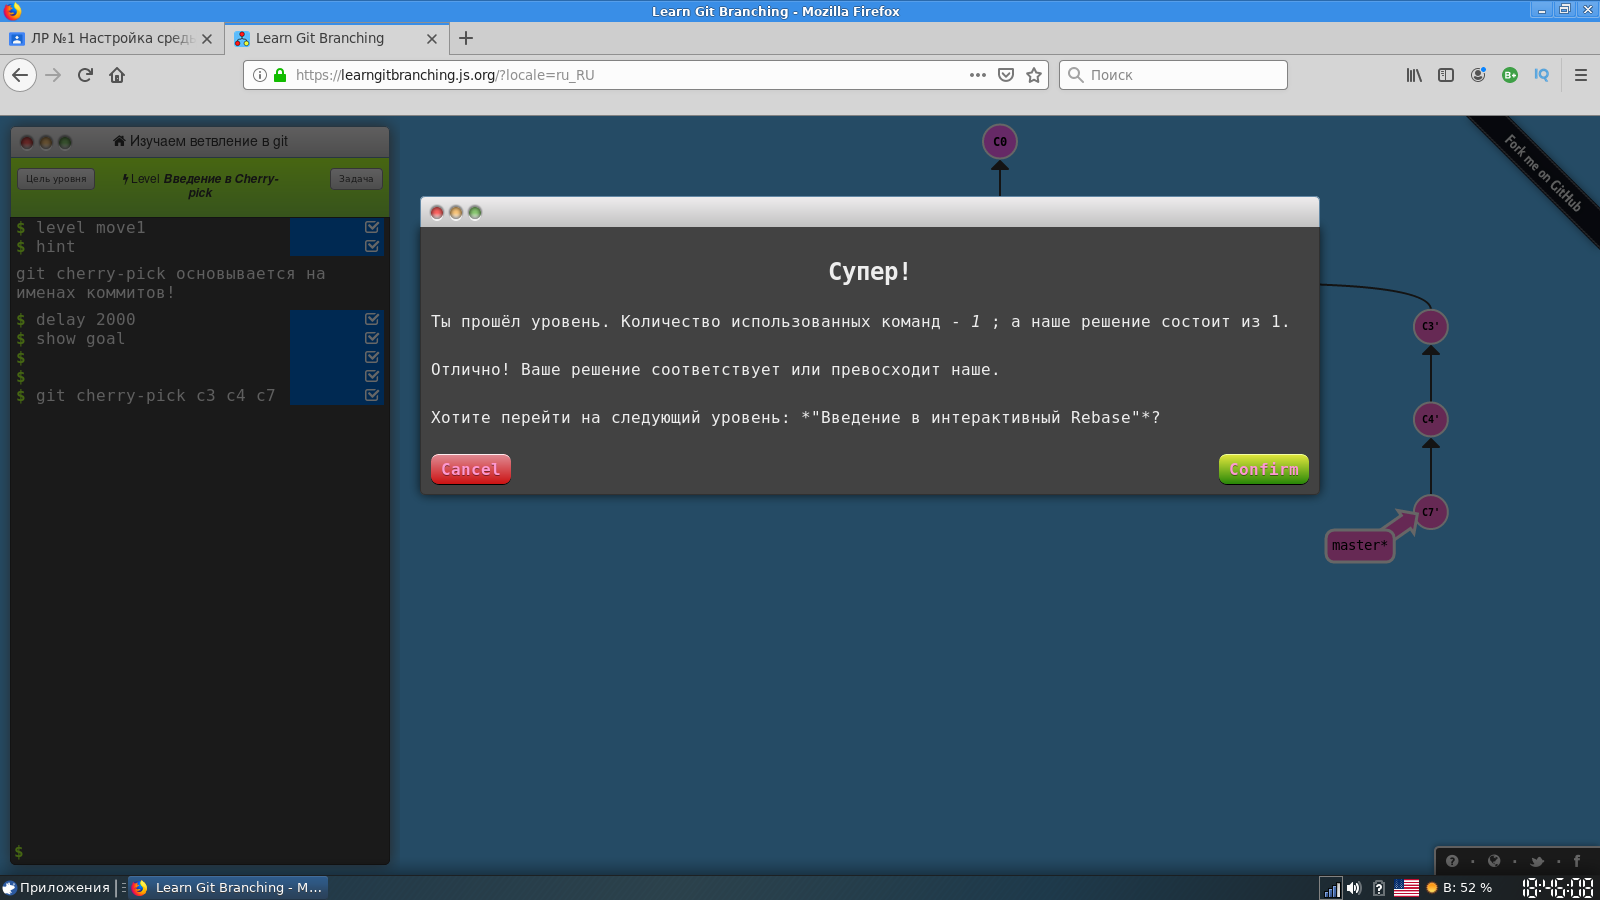 Learn Git Branching - Mozilla Firefox
ЛР №1 Настройка сред
Learn Git Branching
https://learngitbranching.js.org/?locale=ru_RU
Поиск
B+
IQ
Изучаем ветвление в git
Цель уровня
Level Введение в Cherry-
pick
Задача
$ level move1
$ hint
git cherry-pick основывается на
именах коммитов!
$ delay 2000
$ show goal
$
$
$ git cherry-pick c3 c4 c7
$
C0
Fork me on GitHub
Супер!
Ты прошёл уровень. Количество использованных команд - 1 ; а наше решение состоит из 1.
Отлично! Ваше решение соответствует или превосходит наше.
Хотите перейти на следующий уровень: *"Введение в интерактивный Rebase"*?
Cancel
Confirm
C3'
C4'
C7'
master*
Приложения
Learn Git Branching - M...
В: 52 %
18:46:08